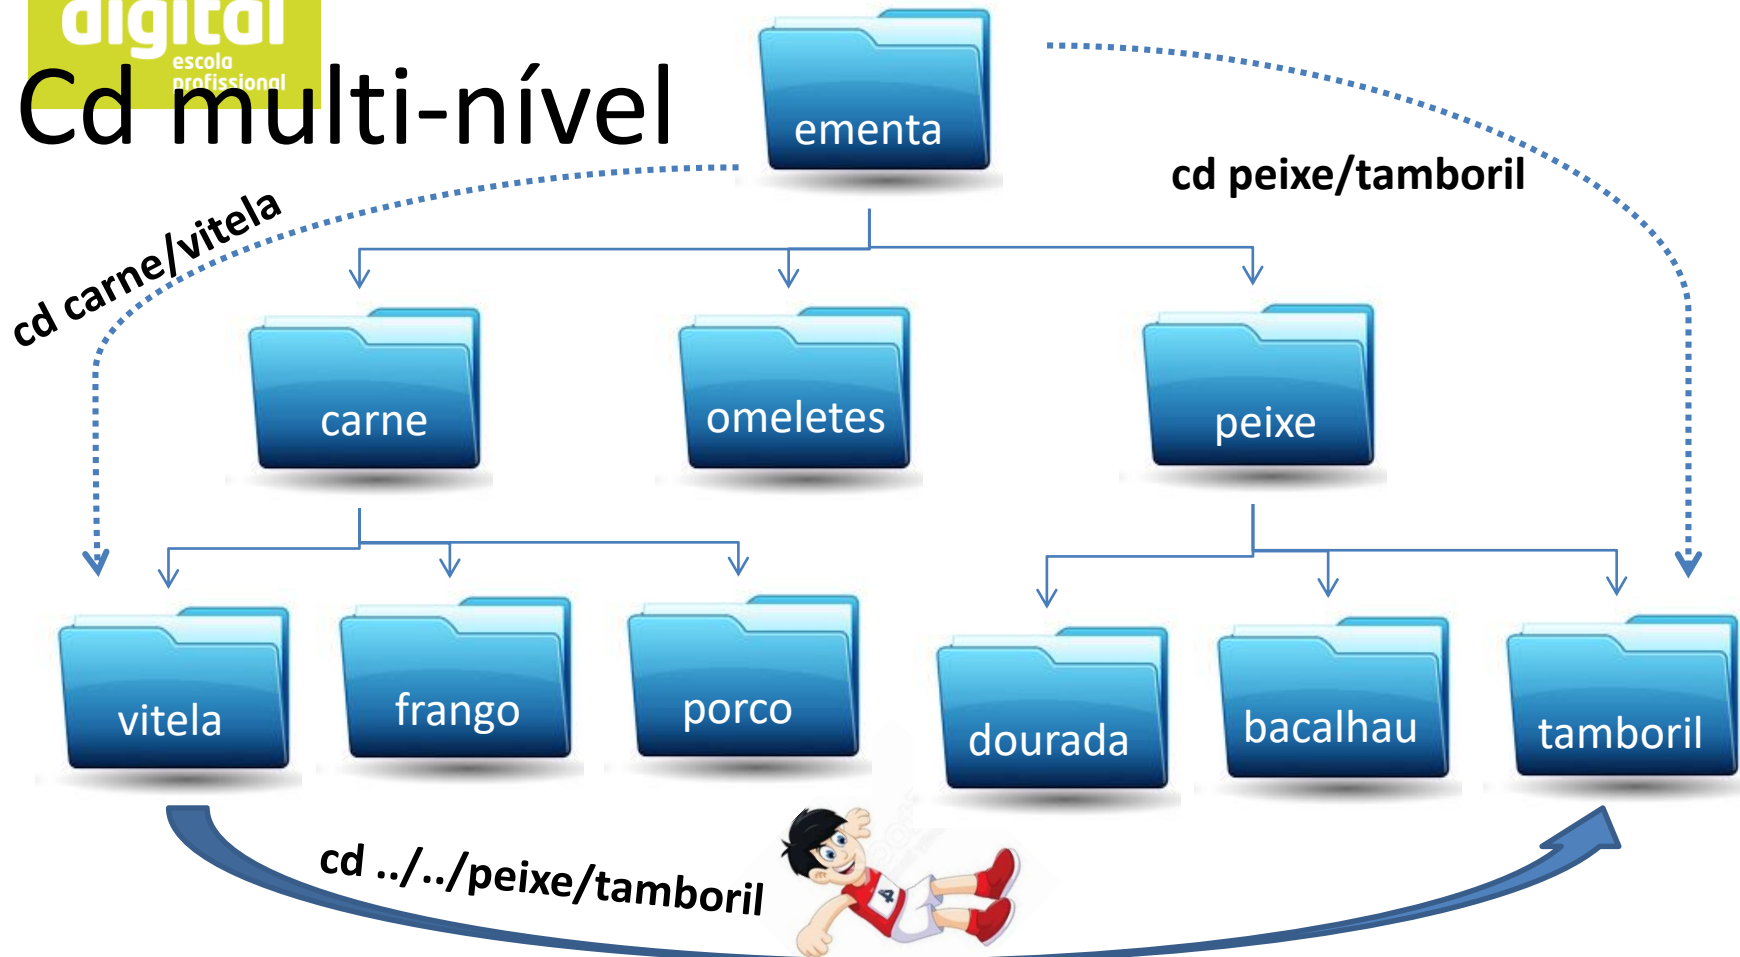 digital
escola
profissional
Cd multi-nível
ementa
cd peixe/tamboril
cd carne/vitela
carne
omeletes
peixe
vitela
frango
porco
dourada
bacalhau
tamboril
cd ../../peixe/tamboril
4